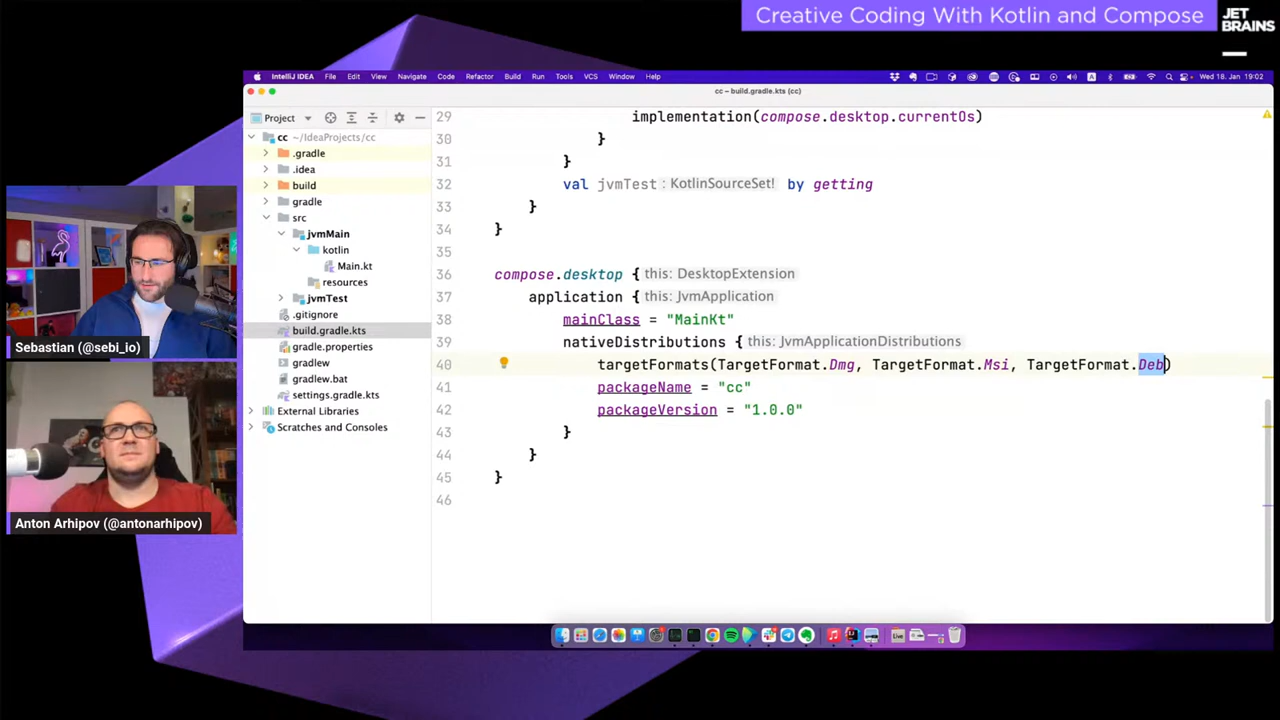 Creative Coding With Kotlin and Compose
JET
BRAINS
IntelliJ IDEA File Edit View Navigate Code Refactor Build Run Tools VCS Window Help
Wed 18. Jan 19:02
cc – build.gradle.kts (cc)
Project
cc ~/IdeaProjects/cc
.gradle
.idea
build
gradle
src
jvmMain
kotlin
Main.kt
resources
jvmTest
.gitignore
build.gradle.kts
gradle.properties
gradlew
gradlew.bat
settings.gradle.kts
External Libraries
Scratches and Consoles
29 implementation(compose.desktop.currentOs)
30 }
31 }
32 val jvmTest : KotlinSourceSet! by getting
33 }
34 }
35
36 compose.desktop { this: DesktopExtension
37 application { this: JvmApplication
38 mainClass = "MainKt"
39 nativeDistributions { this: JvmApplicationDistributions
40 targetFormats(TargetFormat.Dmg, TargetFormat.Msi, TargetFormat.Deb)
41 packageName = "cc"
42 packageVersion = "1.0.0"
43 }
44 }
45 }
46
Sebastian (@sebi_io)
Anton Arhipov (@antonarhipov)